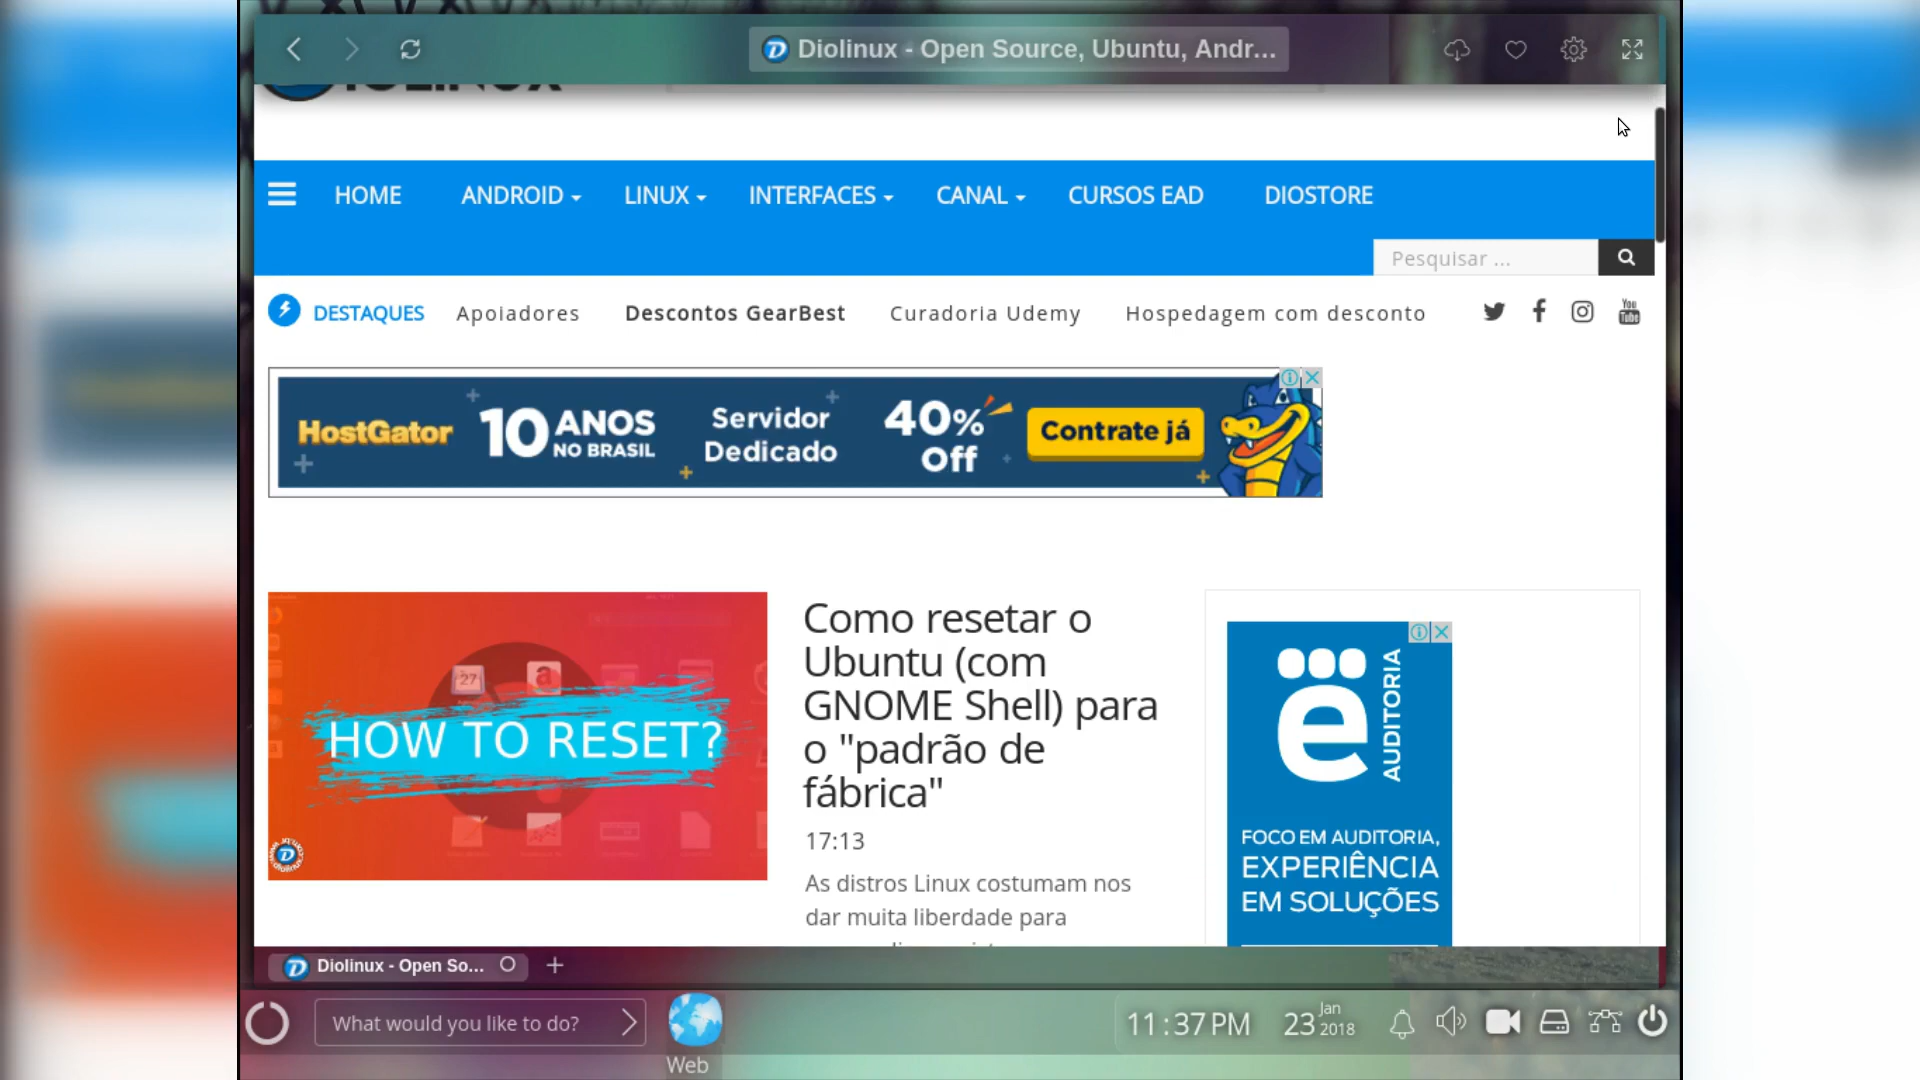 Diolinux - Open Source, Ubuntu, Andr...
HOME ANDROID LINUX INTERFACES CANAL CURSOS EAD DIOSTORE
Pesquisar ...
DESTAQUES Apoiadores Descontos GearBest Curadoria Udemy Hospedagem com desconto
You Tube
HostGator 10 ANOS NO BRASIL Servidor Dedicado 40% Off Contrate já
HOW TO RESET?
27
a
Como resetar o
Ubuntu (com
GNOME Shell) para
o "padrão de
fábrica"
17:13
As distros Linux costumam nos
dar muita liberdade para
ë AUDITORIA
FOCO EM AUDITORIA,
EXPERIÊNCIA
EM SOLUÇÕES
Diolinux - Open So...
What would you like to do?
Web
11:37 PM 23 Jan 2018